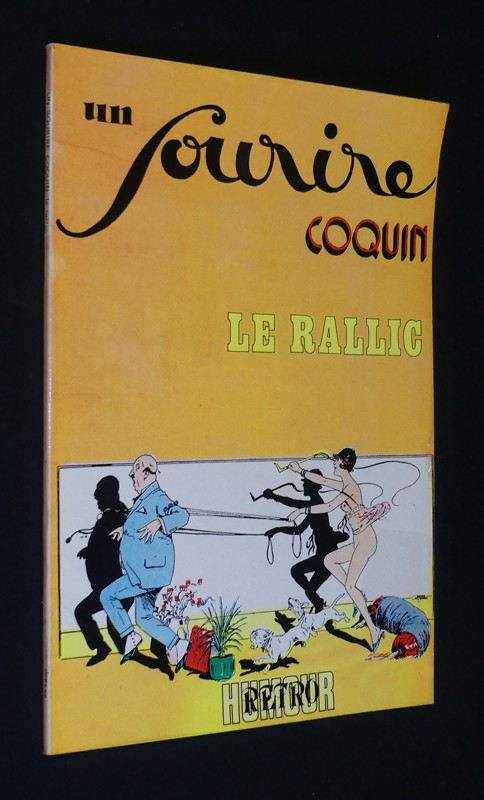 un
Sourire
COQUIN
LE RALLIC
HUMOUR
RETRO